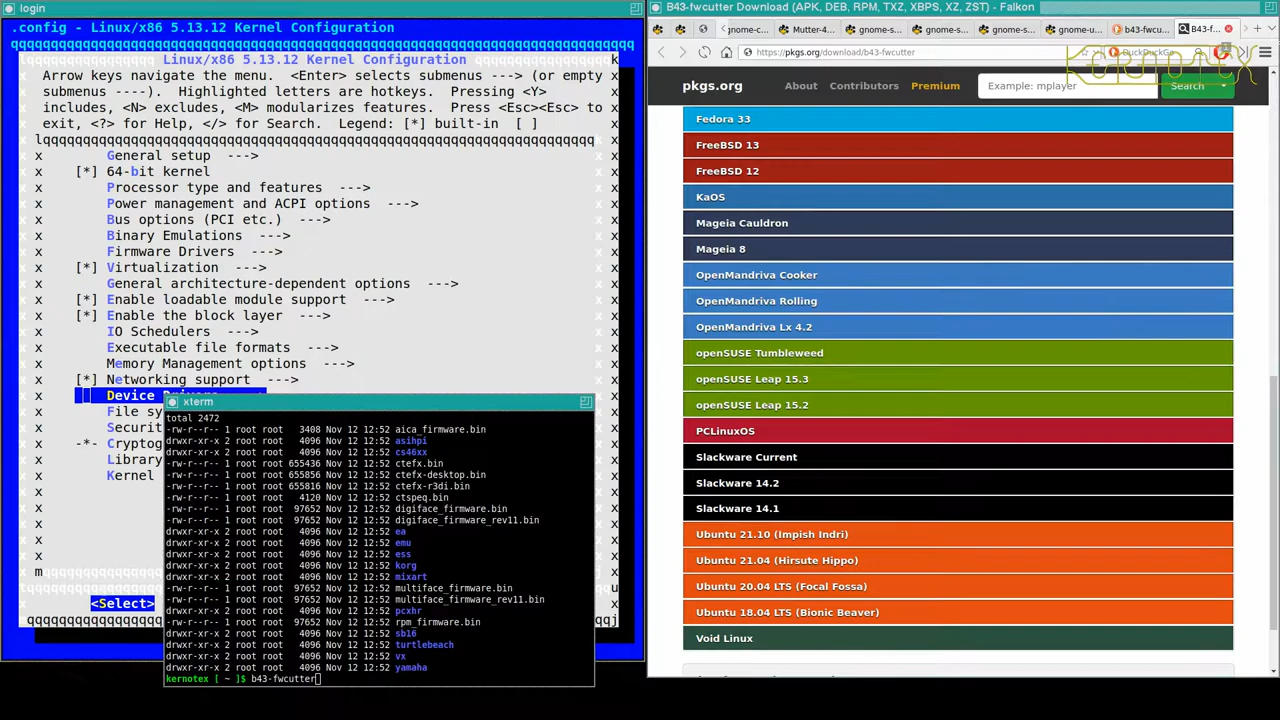 login
.config - Linux/x86 5.13.12 Kernel Configuration
Linux/x86 5.13.12 Kernel Configuration
Arrow keys navigate the menu. <Enter> selects submenus ---> (or empty
submenus ----). Highlighted letters are hotkeys. Pressing <Y>
includes, <N> excludes, <M> modularizes features. Press <Esc><Esc> to
exit, <?> for Help, </> for Search. Legend: [*] built-in [ ]
General setup --->
[*] 64-bit kernel
Processor type and features --->
Power management and ACPI options --->
Bus options (PCI etc.) --->
Binary Emulations --->
Firmware Drivers --->
[*] Virtualization --->
General architecture-dependent options --->
[*] Enable loadable module support --->
[*] Enable the block layer --->
IO Schedulers --->
Executable file formats --->
Memory Management options --->
[*] Networking support --->
Device
File sy
Securit
-*- Cryptog
Library
Kernel
<Select>
xterm
total 2472
-rw-r--r-- 1 root root 3408 Nov 12 12:52 aica_firmware.bin
drwxr-xr-x 2 root root 4096 Nov 12 12:52 asihpi
drwxr-xr-x 2 root root 4096 Nov 12 12:52 cs46xx
-rw-r--r-- 1 root root 655436 Nov 12 12:52 ctefx.bin
-rw-r--r-- 1 root root 655856 Nov 12 12:52 ctefx-desktop.bin
-rw-r--r-- 1 root root 655816 Nov 12 12:52 ctefx-r3di.bin
-rw-r--r-- 1 root root 4120 Nov 12 12:52 ctspeq.bin
-rw-r--r-- 1 root root 97652 Nov 12 12:52 digiface_firmware.bin
-rw-r--r-- 1 root root 97652 Nov 12 12:52 digiface_firmware_rev11.bin
drwxr-xr-x 2 root root 4096 Nov 12 12:52 ea
drwxr-xr-x 2 root root 4096 Nov 12 12:52 emu
drwxr-xr-x 2 root root 4096 Nov 12 12:52 ess
drwxr-xr-x 2 root root 4096 Nov 12 12:52 korg
drwxr-xr-x 2 root root 4096 Nov 12 12:52 mixart
-rw-r--r-- 1 root root 97652 Nov 12 12:52 multiface_firmware.bin
-rw-r--r-- 1 root root 97652 Nov 12 12:52 multiface_firmware_rev11.bin
drwxr-xr-x 2 root root 4096 Nov 12 12:52 pcxhr
-rw-r--r-- 1 root root 97652 Nov 12 12:52 rpm_firmware.bin
drwxr-xr-x 2 root root 4096 Nov 12 12:52 sb16
drwxr-xr-x 2 root root 4096 Nov 12 12:52 turtlebeach
drwxr-xr-x 2 root root 4096 Nov 12 12:52 vx
drwxr-xr-x 2 root root 4096 Nov 12 12:52 yamaha
kernotex [ ~ ]$ b43-fwcutter
B43-fwcutter Download (APK, DEB, RPM, TXZ, XBPS, XZ, ZST) - Falkon
gnome-c... Mutter-4... gnome-s... gnome-s... gnome-s... b43-fwcu... B43-f...
https://pkgs.org/download/b43-fwcutter
DuckDuckGo
KERNOTEX
pkgs.org About Contributors Premium Example: mplayer Search
Fedora 33
FreeBSD 13
FreeBSD 12
KaOS
Mageia Cauldron
Mageia 8
OpenMandriva Cooker
OpenMandriva Rolling
OpenMandriva Lx 4.2
openSUSE Tumbleweed
openSUSE Leap 15.3
openSUSE Leap 15.2
PCLinuxOS
Slackware Current
Slackware 14.2
Slackware 14.1
Ubuntu 21.10 (Impish Indri)
Ubuntu 21.04 (Hirsute Hippo)
Ubuntu 20.04 LTS (Focal Fossa)
Ubuntu 18.04 LTS (Bionic Beaver)
Void Linux